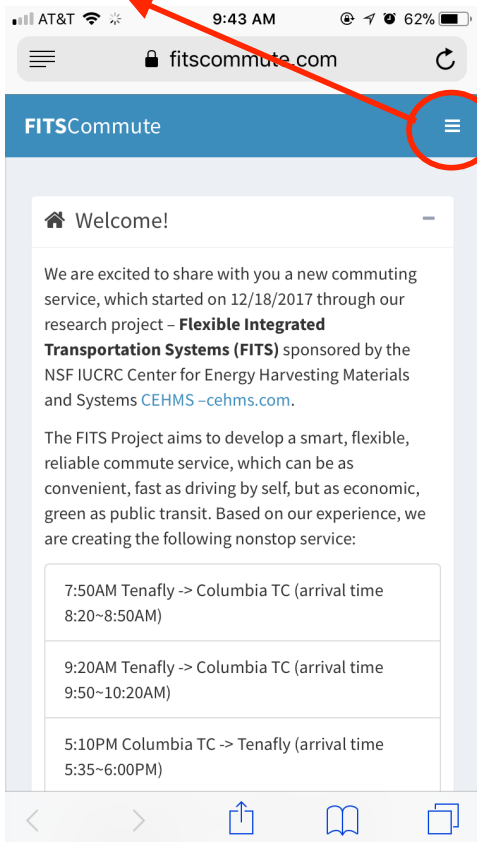 AT&T 9:43 AM 62%
fitscommute.com
FITSCommute
Welcome!
We are excited to share with you a new commuting
service, which started on 12/18/2017 through our
research project – Flexible Integrated
Transportation Systems (FITS) sponsored by the
NSF IUCRC Center for Energy Harvesting Materials
and Systems CEHMS –cehms.com.
The FITS Project aims to develop a smart, flexible,
reliable commute service, which can be as
convenient, fast as driving by self, but as economic,
green as public transit. Based on our experience, we
are creating the following nonstop service:
7:50AM Tenafly -> Columbia TC (arrival time
8:20~8:50AM)
9:20AM Tenafly -> Columbia TC (arrival time
9:50~10:20AM)
5:10PM Columbia TC -> Tenafly (arrival time
5:35~6:00PM)